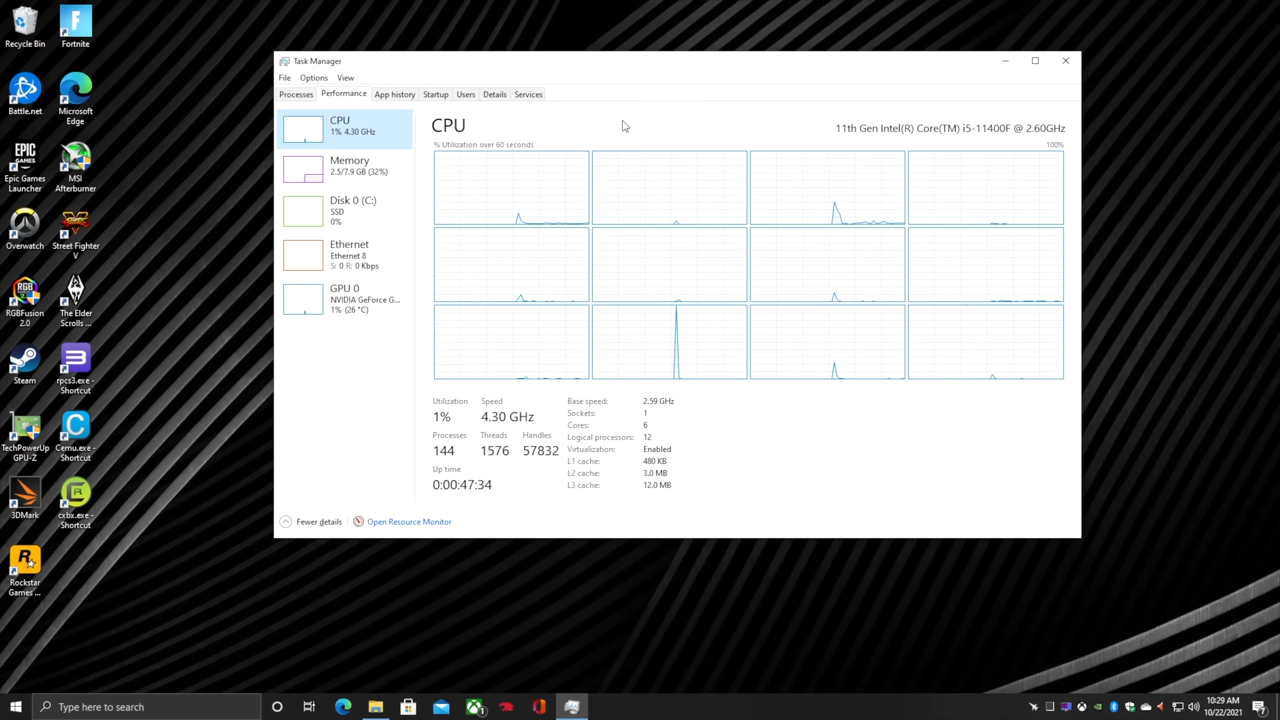 Recycle Bin
Fortnite
Battle.net
Microsoft
Edge
EPIC
GAMES
Epic Games
Launcher
MSI
Afterburner
Overwatch
Street Fighter
V
RGB
RGBFusion
2.0
The Elder
Scrolls ...
Steam
rpcs3.exe -
Shortcut
TechPowerUp
GPU-Z
Cemu.exe -
Shortcut
3DMark
cxbx.exe -
Shortcut
Rockstar
Games ...
Task Manager
File Options View
Processes Performance App history Startup Users Details Services
CPU
1% 4.30 GHz
Memory
2.5/7.9 GB (32%)
Disk 0 (C:)
SSD
0%
Ethernet
Ethernet 8
S: 0 R: 0 Kbps
GPU 0
NVIDIA GeForce G...
1% (26 °C)
CPU
11th Gen Intel(R) Core(TM) i5-11400F @ 2.60GHz
% Utilization over 60 seconds
100%
Utilization Speed
1% 4.30 GHz
Processes Threads Handles
144 1576 57832
Up time
0:00:47:34
Base speed: 2.59 GHz
Sockets: 1
Cores: 6
Logical processors: 12
Virtualization: Enabled
L1 cache: 480 KB
L2 cache: 3.0 MB
L3 cache: 12.0 MB
Fewer details
Open Resource Monitor
Type here to search
10:29 AM
10/22/2021